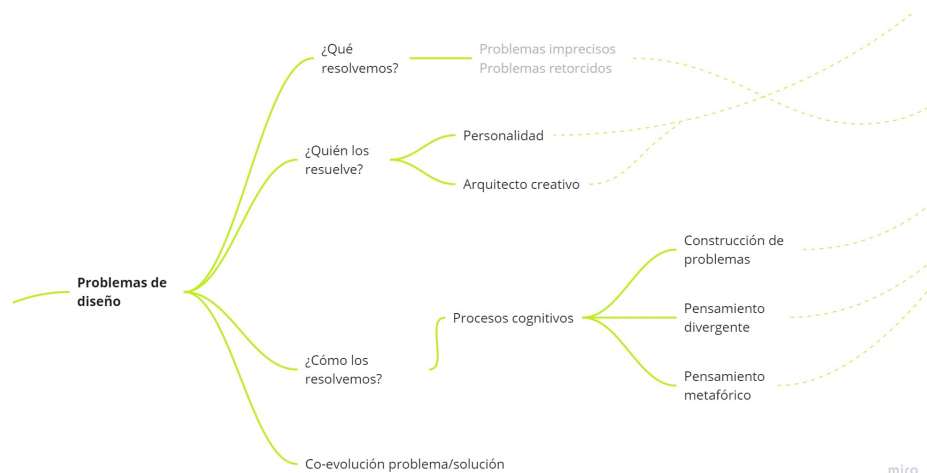 ¿Qué
resolvemos?
Problemas imprecisos
Problemas retorcidos
¿Quién los
resuelve?
Personalidad
Arquitecto creativo
Problemas de
diseño
¿Cómo los
resolvemos?
Procesos cognitivos
Construcción de
problemas
Pensamiento
divergente
Pensamiento
metafórico
Co-evolución problema/solución
miro